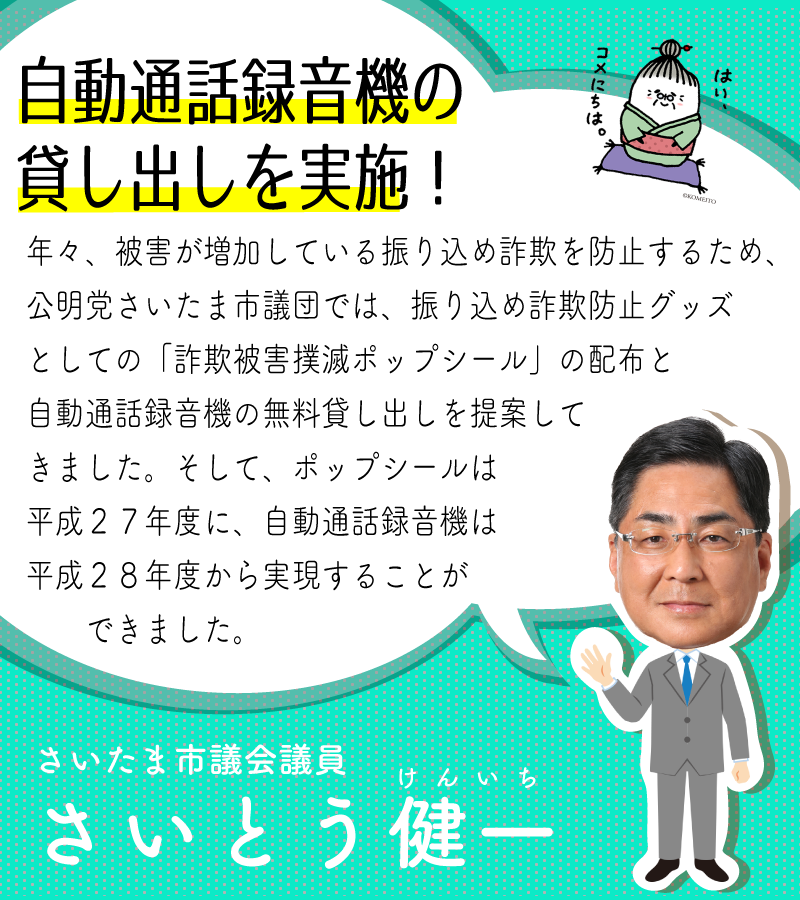 自動通話録音機の
貸し出しを実施！
はい、
コメにちは。
©KOMEITO
年々、被害が増加している振り込め詐欺を防止するため、
公明党さいたま市議団では、振り込め詐欺防止グッズ
としての「詐欺被害撲滅ポップシール」の配布と
自動通話録音機の無料貸し出しを提案して
きました。そして、ポップシールは
平成２７年度に、自動通話録音機は
平成２８年度から実現することが
できました。
さいたま市議会議員
けんいち
さいとう健一